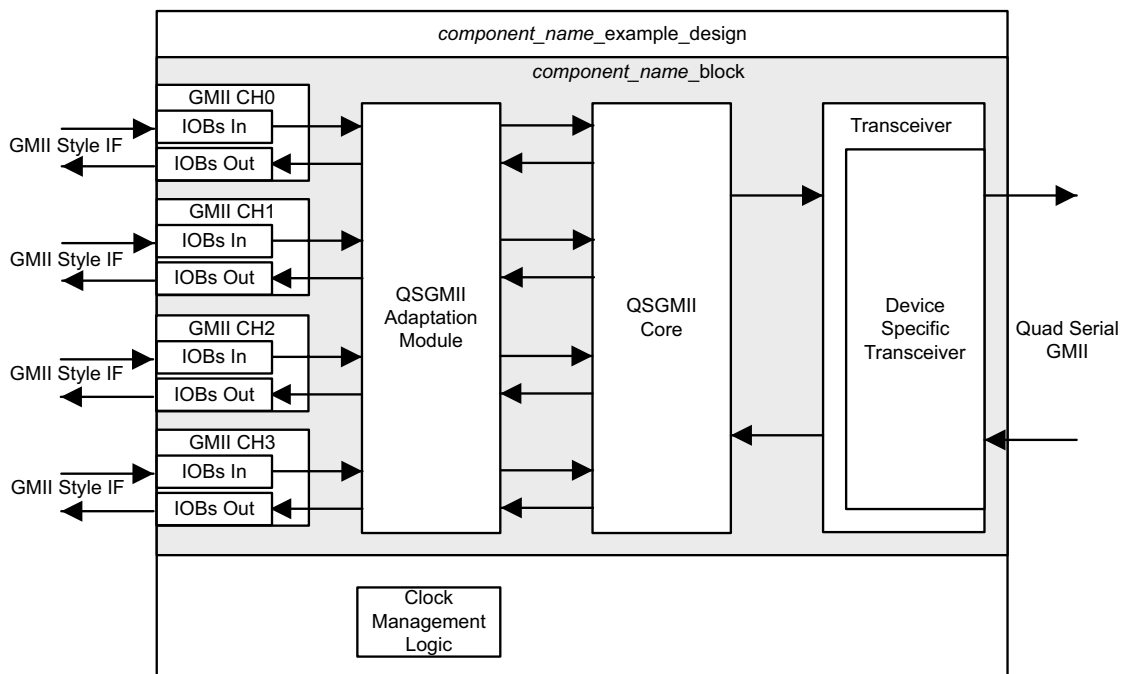 component_name_example_design
component_name_block
GMII CH0
IOBs In
IOBs Out
GMII Style IF
GMII CH1
IOBs In
IOBs Out
GMII Style IF
GMII CH2
IOBs In
IOBs Out
GMII Style IF
GMII CH3
IOBs In
IOBs Out
GMII Style IF
QSGMII
Adaptation
Module
QSGMII
Core
Transceiver
Device
Specific
Transceiver
Quad Serial
GMII
Clock
Management
Logic